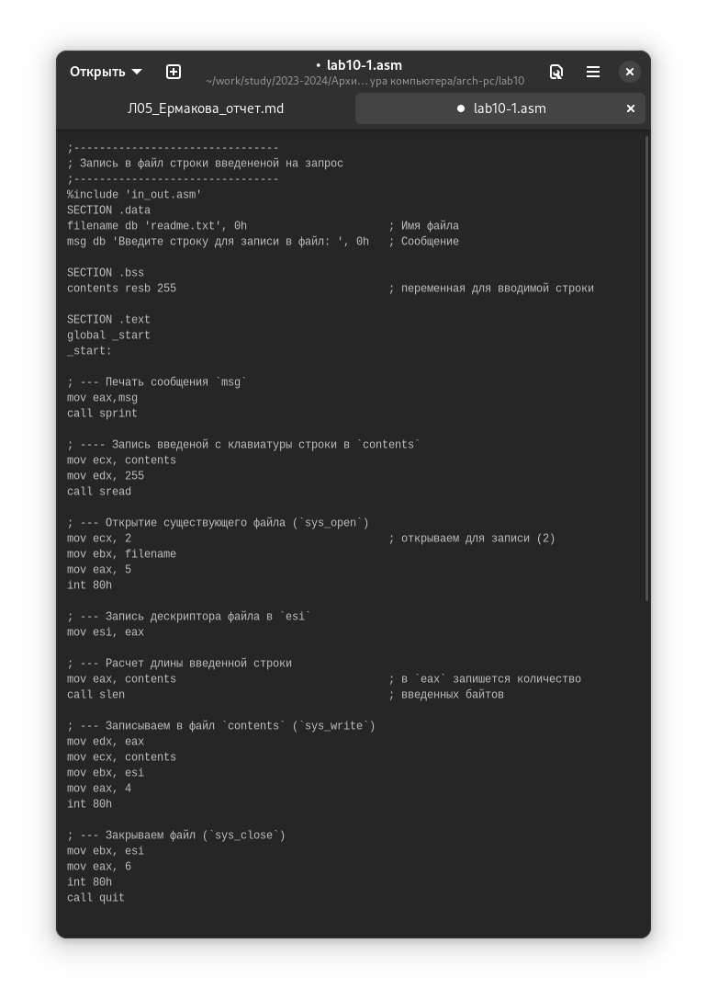 Открыть
• lab10-1.asm
~/work/study/2023-2024/Архи… ура компьютера/arch-pc/lab10
Л05_Ермакова_отчет.md
● lab10-1.asm
;--------------------------------
; Запись в файл строки введененой на запрос
;--------------------------------
%include 'in_out.asm'
SECTION .data
filename db 'readme.txt', 0h ; Имя файла
msg db 'Введите строку для записи в файл: ', 0h ; Сообщение
SECTION .bss
contents resb 255 ; переменная для вводимой строки
SECTION .text
global _start
_start:
; --- Печать сообщения `msg`
mov eax,msg
call sprint
; ---- Запись введеной с клавиатуры строки в `contents`
mov ecx, contents
mov edx, 255
call sread
; --- Открытие существующего файла (`sys_open`)
mov ecx, 2 ; открываем для записи (2)
mov ebx, filename
mov eax, 5
int 80h
; --- Запись дескриптора файла в `esi`
mov esi, eax
; --- Расчет длины введенной строки
mov eax, contents ; в `eax` запишется количество
call slen ; введенных байтов
; --- Записываем в файл `contents` (`sys_write`)
mov edx, eax
mov ecx, contents
mov ebx, esi
mov eax, 4
int 80h
; --- Закрываем файл (`sys_close`)
mov ebx, esi
mov eax, 6
int 80h
call quit